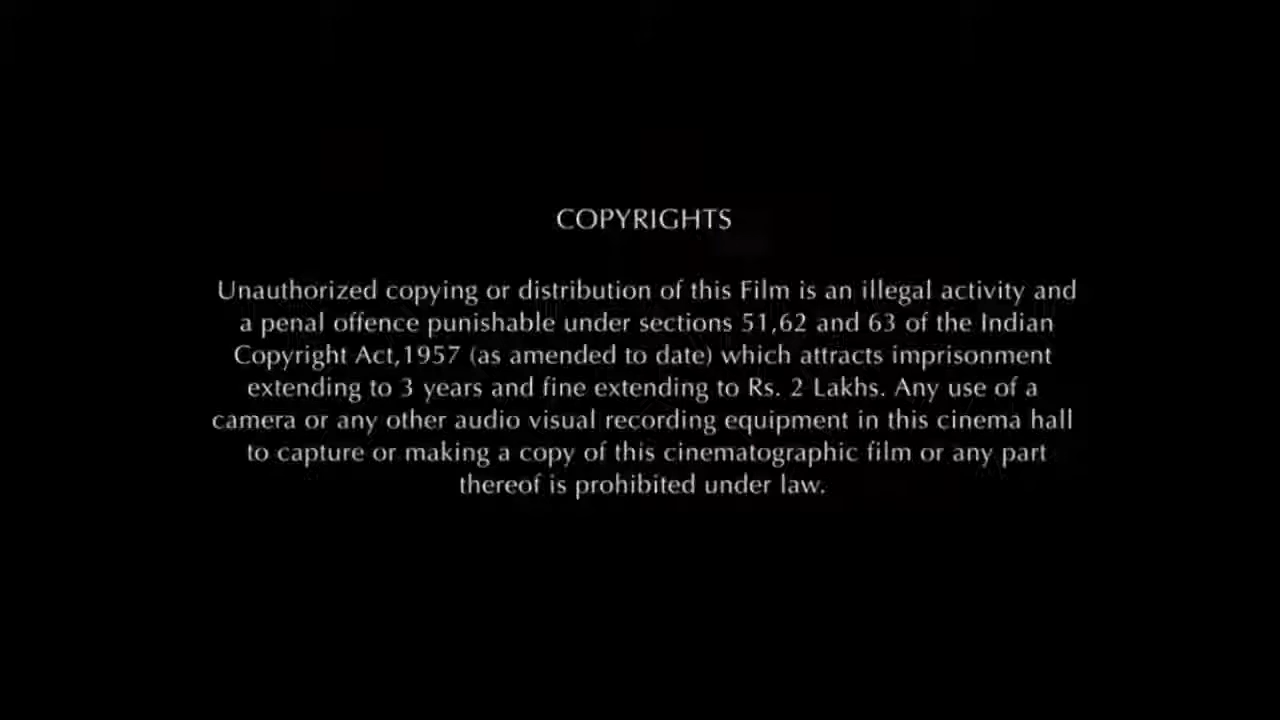 COPYRIGHTS
Unauthorized copying or distribution of this Film is an illegal activity and
a penal offence punishable under sections 51,62 and 63 of the Indian
Copyright Act,1957 (as amended to date) which attracts imprisonment
extending to 3 years and fine extending to Rs. 2 Lakhs. Any use of a
camera or any other audio visual recording equipment in this cinema hall
to capture or making a copy of this cinematographic film or any part
thereof is prohibited under law.